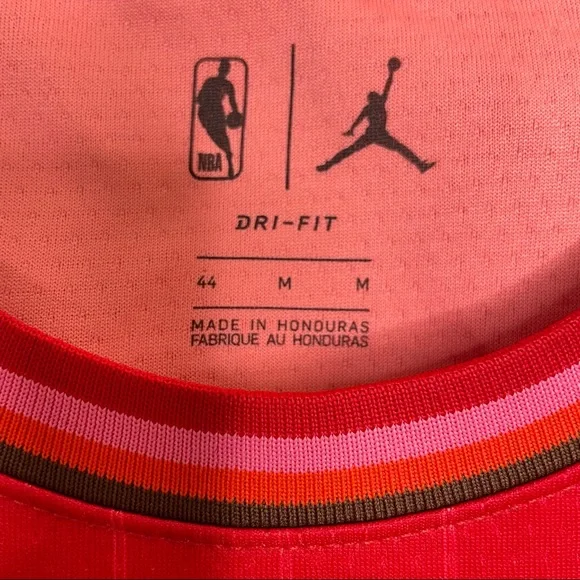 NBA
DRI-FIT
44 M M
MADE IN HONDURAS
FABRIQUE AU HONDURAS